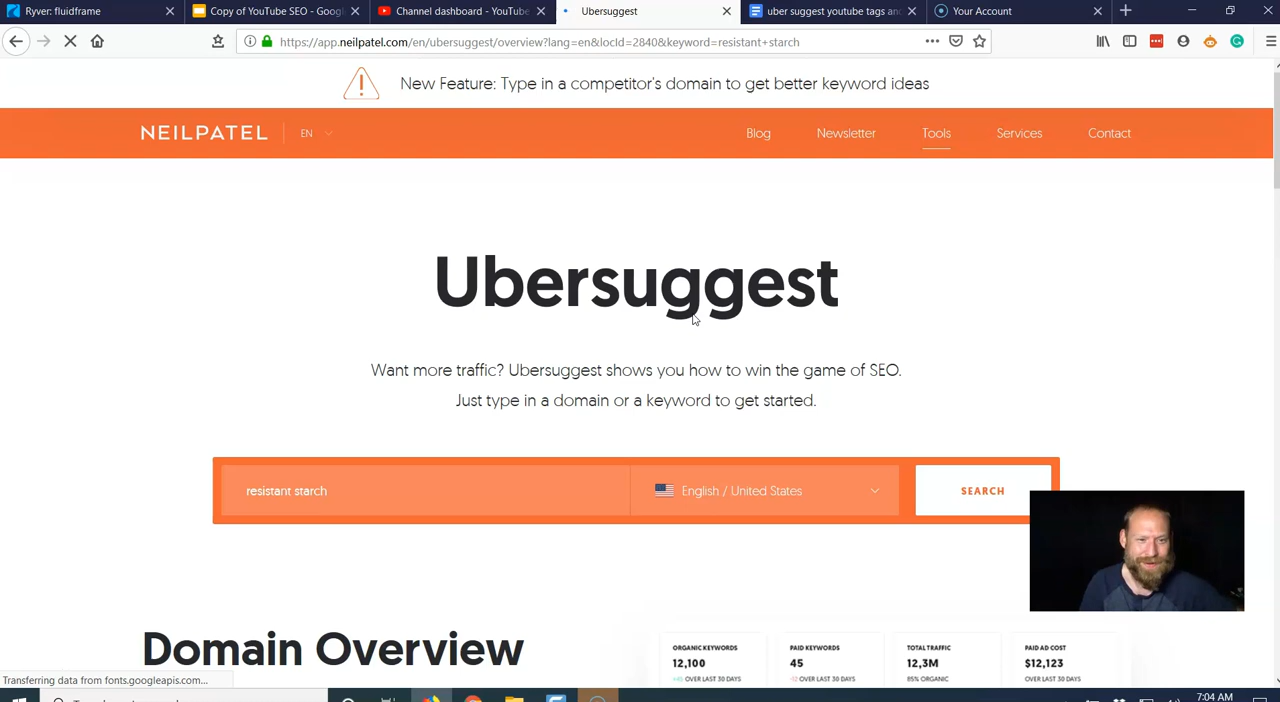 Ryver: fluidframe
Copy of YouTube SEO - Googl
Channel dashboard - YouTube
Ubersuggest
uber suggest youtube tags and
Your Account
https://app.neilpatel.com/en/ubersuggest/overview?lang=en&locId=2840&keyword=resistant+starch
New Feature: Type in a competitor's domain to get better keyword ideas
NEILPATEL EN Blog Newsletter Tools Services Contact
Ubersuggest
Want more traffic? Ubersuggest shows you how to win the game of SEO.
Just type in a domain or a keyword to get started.
resistant starch English / United States SEARCH
Domain Overview
ORGANIC KEYWORDS PAID KEYWORDS TOTAL TRAFFIC PAID AD COST
12,100 45 12,3M $12,123
+45 OVER LAST 30 DAYS -12 OVER LAST 30 DAYS 85% ORGANIC OVER LAST 30 DAYS
Transferring data from fonts.googleapis.com...
7:04 AM